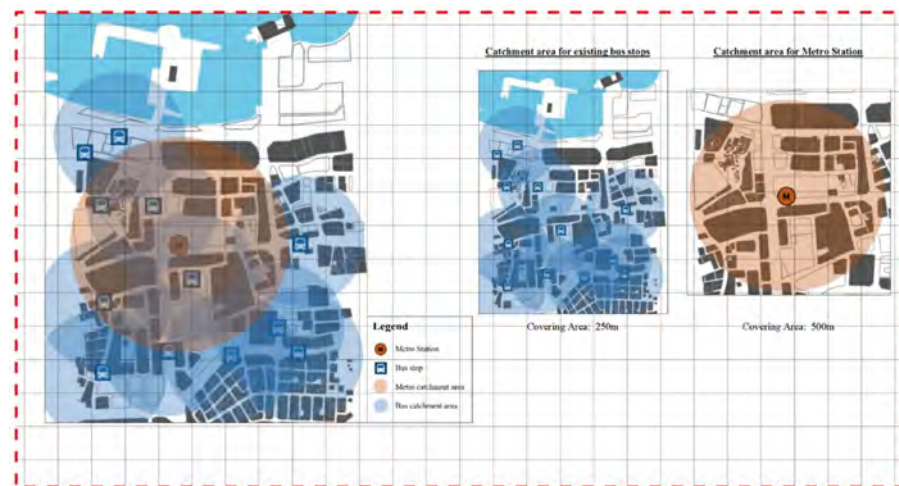 Catchment area for existing bus stops
Catchment area for Metro Station
Covering Area: 250m
Covering Area: 500m
Legend
Metro Station
Bus stop
Metro catchment area
Bus catchment area